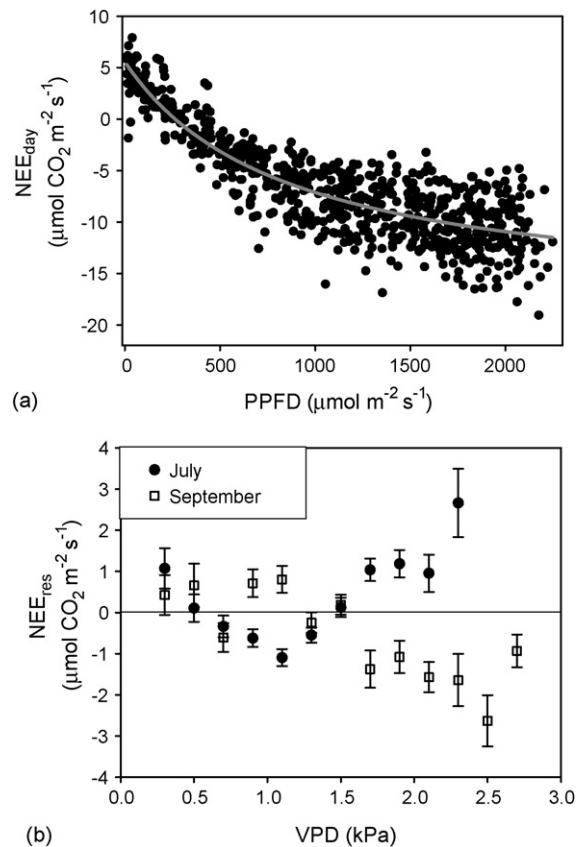 10
5
0
-5
-10
-15
-20
NEE_day
(μmol CO₂ m⁻² s⁻¹)
0 500 1000 1500 2000
(a)
PPFD (μmol m⁻² s⁻¹)
July
September
4
3
2
1
0
-1
-2
-3
-4
NEE_res
(μmol CO₂ m⁻² s⁻¹)
0.0 0.5 1.0 1.5 2.0 2.5 3.0
(b)
VPD (kPa)